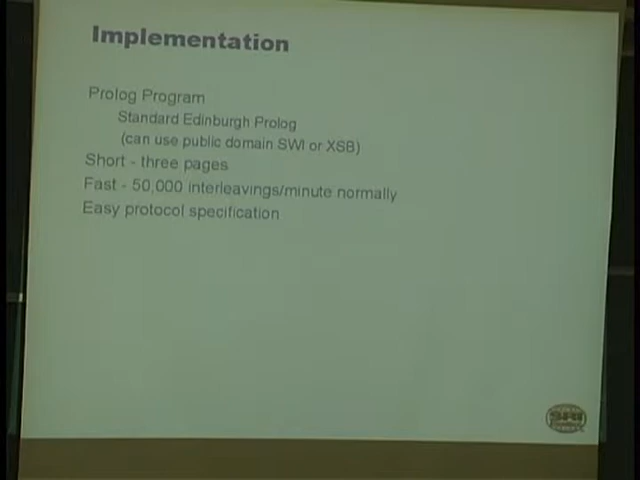 Implementation
Prolog Program
Standard Edinburgh Prolog
(can use public domain SWI or XSB)
Short - three pages
Fast - 50,000 interleavings/minute normally
Easy protocol specification
SRI